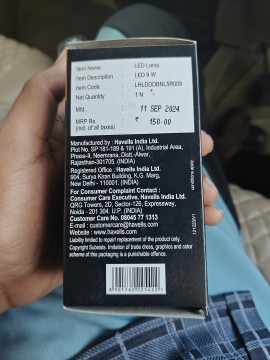 Item Name : LED Lamp
Item Description : LED 9 W
Item Code : LHLDDOBNL5R009
Net Quantity : 1 N
Mfd. : 11 SEP 2024
MRP Rs. : ₹ 150-00
(incl. of all taxes)
Manufactured by : Havells India Ltd.
Plot No. SP 181-189 & 191 (A), Industrial Area,
Phase-II, Neemrana, Distt.-Alwar,
Rajasthan-301705. (INDIA)
Registered Office : Havells India Ltd.
904, Surya Kiran Building, K.G. Marg,
New Delhi - 110001. (INDIA)
For Consumer Complaint Contact :
Consumer Care Executive, Havells India Ltd.
QRG Towers, 2D, Sector-126, Expressway,
Noida - 201 304. U.P. (INDIA)
Customer Care No. 08045 77 1313
E-mail : customercare@havells.com
Website : www.havells.com
Liability limited to repair/ replacement of the product only.
Copyright Subsists. Imitation of trade dress, graphics and color
scheme of this packaging is a punishable offence.